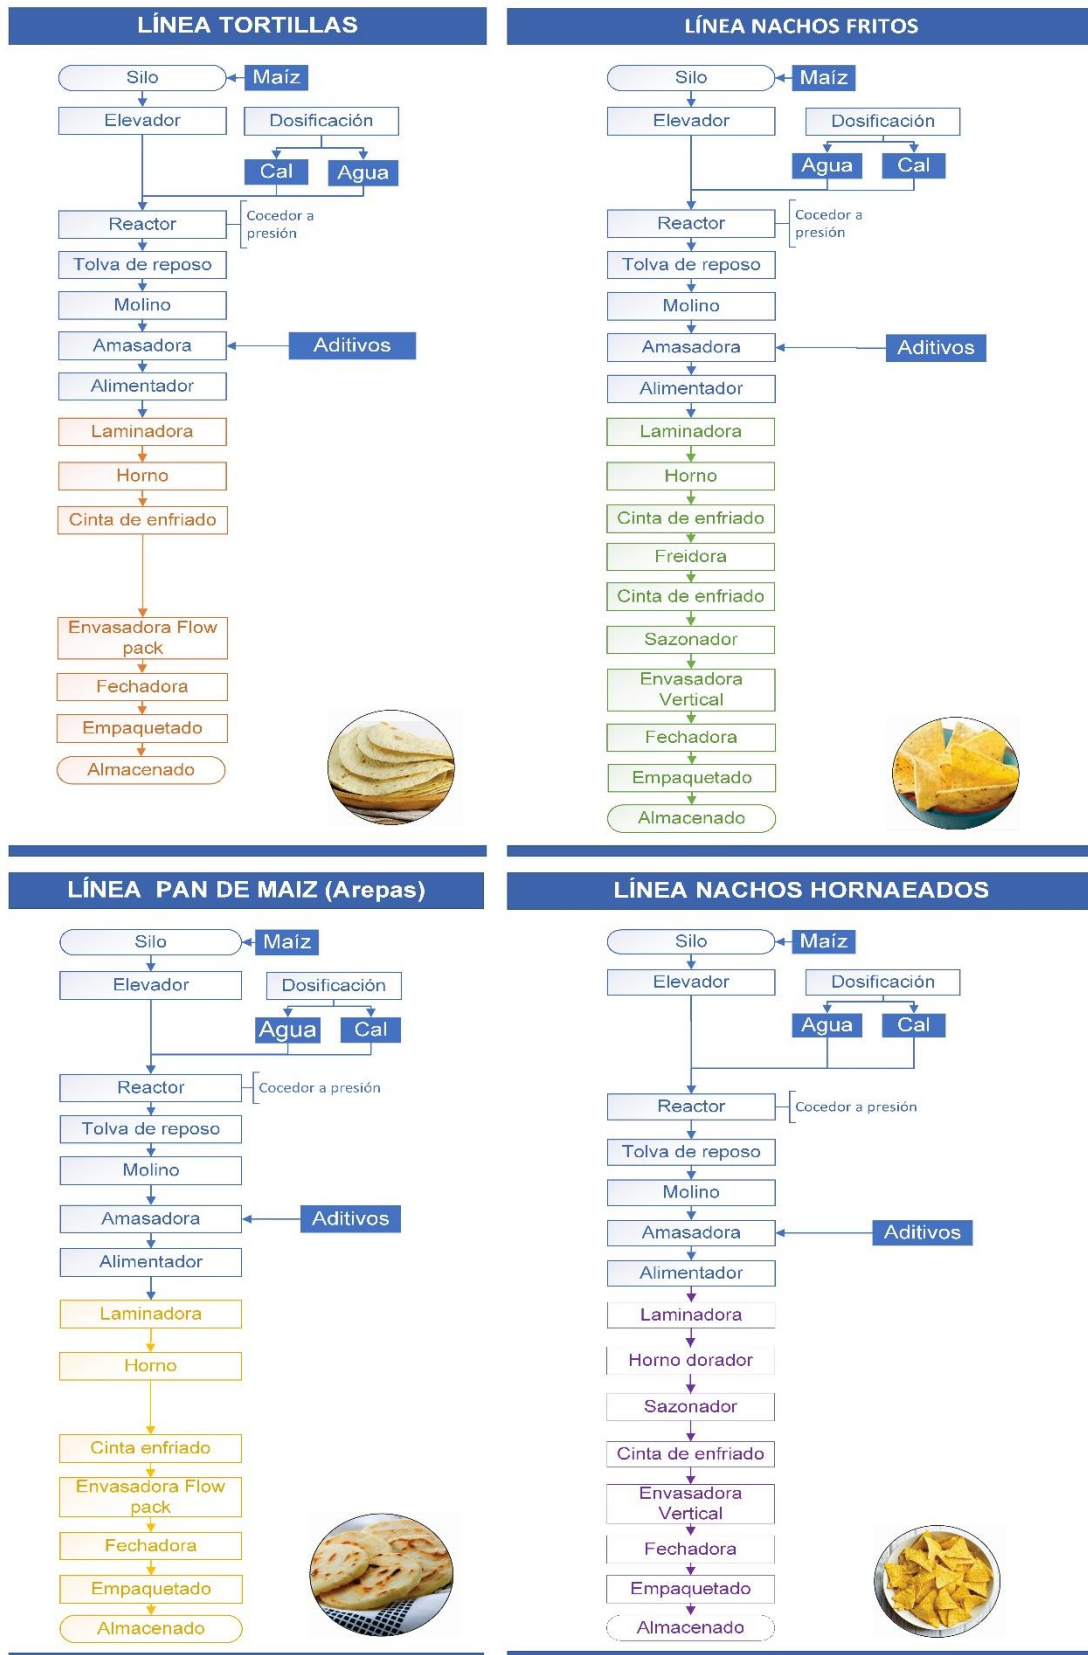 LÍNEA TORTILLAS
Silo
Maíz
Elevador
Dosificación
Cal
Agua
Reactor
Cocedor a
presión
Tolva de reposo
Molino
Amasadora
Aditivos
Alimentador
Laminadora
Horno
Cinta de enfriado
Envasadora Flow
pack
Fechadora
Empaquetado
Almacenado
LÍNEA NACHOS FRITOS
Silo
Maíz
Elevador
Dosificación
Agua
Cal
Reactor
Cocedor a
presión
Tolva de reposo
Molino
Amasadora
Aditivos
Alimentador
Laminadora
Horno
Cinta de enfriado
Freidora
Cinta de enfriado
Sazonador
Envasadora
Vertical
Fechadora
Empaquetado
Almacenado
LÍNEA PAN DE MAIZ (Arepas)
Silo
Maíz
Elevador
Dosificación
Agua
Cal
Reactor
Cocedor a presión
Tolva de reposo
Molino
Amasadora
Aditivos
Alimentador
Laminadora
Horno
Cinta enfriado
Envasadora Flow
pack
Fechadora
Empaquetado
Almacenado
LÍNEA NACHOS HORNAEADOS
Silo
Maíz
Elevador
Dosificación
Agua
Cal
Reactor
Cocedor a presión
Tolva de reposo
Molino
Amasadora
Aditivos
Alimentador
Laminadora
Horno dorador
Sazonador
Cinta de enfriado
Envasadora
Vertical
Fechadora
Empaquetado
Almacenado